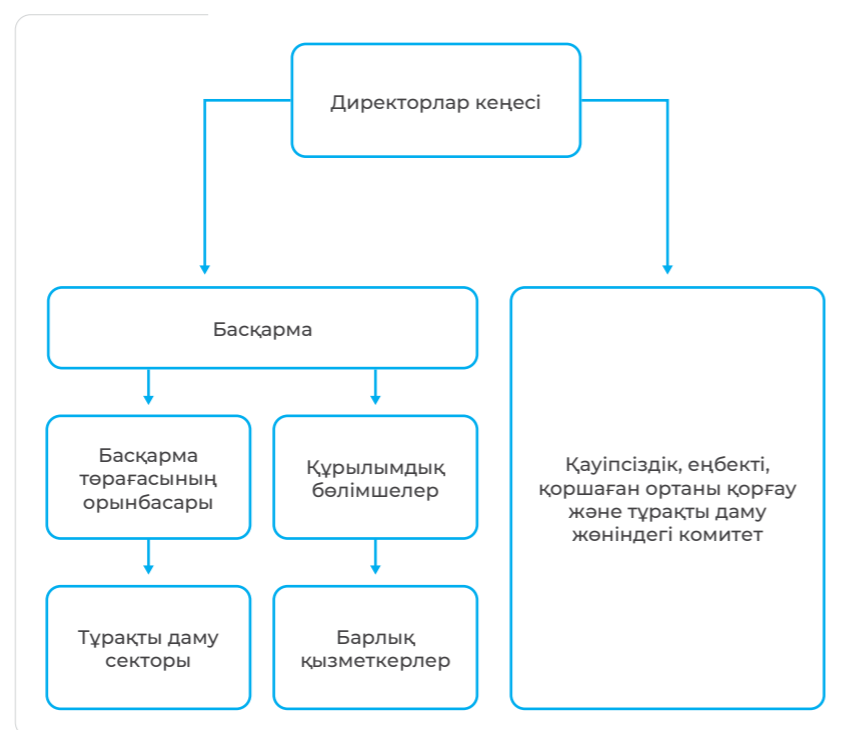 Директорлар кеңесі
Басқарма
Басқарма
төрағасының
орынбасары
Құрылымдық
бөлімшелер
Қауіпсіздік, еңбекті,
қоршаған ортаны қорғау
және тұрақты даму
жөніндегі комитет
Тұрақты даму
секторы
Барлық
қызметкерлер